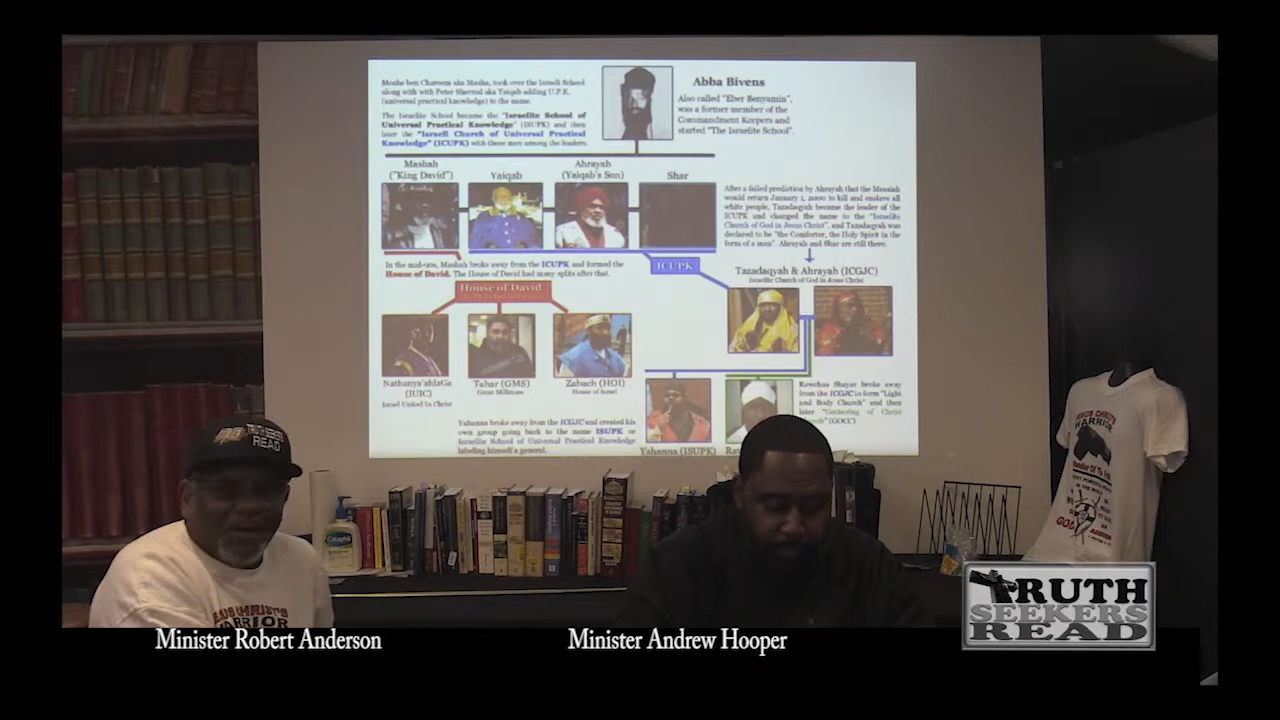 Moshe ben Chareem aka Masha, took over the Israeli School
along with with Peter Sherrod aka Yaiqab adding U.P.K.
(universal practical knowledge) to the name.
The Israelite School became the "Israelite School of
Universal Practical Knowledge" (ISUPK) and then
later the "Israeli Church of Universal Practical
Knowledge" (ICUPK) with these men among the leaders.
Abba Bivens
Also called "Eber Benyamin",
was a former member of the
Commandment Keepers and
started "The Israelite School".
Mashah
("King David")
Yaiqab
Ahrayah
(Yaiqab's Son)
Shar
After a failed prediction by Ahrayah that the Messiah
would return January 1, 2000 to kill and enslave all
white people, Tazadaqyah became the leader of the
ICUPK and changed the name to the "Israelite
Church of God in Jesus Christ", and Tazadaqyah was
declared to be "the Comforter, the Holy Spirit in the
form of a man". Ahrayah and Shar are still there.
In the mid-90s, Mashah broke away from the ICUPK and formed the
House of David. The House of David had many splits after that.
ICUPK
Tazadaqyah & Ahrayah (ICGJC)
Israelite Church of God in Jesus Christ
House of David
Nathanya'ahlaGa
(IUIC)
Israel United In Christ
Tahar (GMS)
Great Millstone
Zabach (HOI)
House of Israel
Rawchaa Shayar broke away
from the ICGJC to form "Light
and Body Church" and then
later "Gathering of Christ
(GOCC)
Yahanna broke away from the ICGJC and created his
own group going back to the name ISUPK or
Israelite School of Universal Practical Knowledge
labeling himself a general.
Yahanna (ISUPK)
TRUTH SEEKERS
READ
Cetaphil
JESUS CHRIST'S
WARRIOR
GOD
JESUS CHRIST'S
WARRIOR
TRUTH
SEEKERS
READ
Minister Robert Anderson
Minister Andrew Hooper